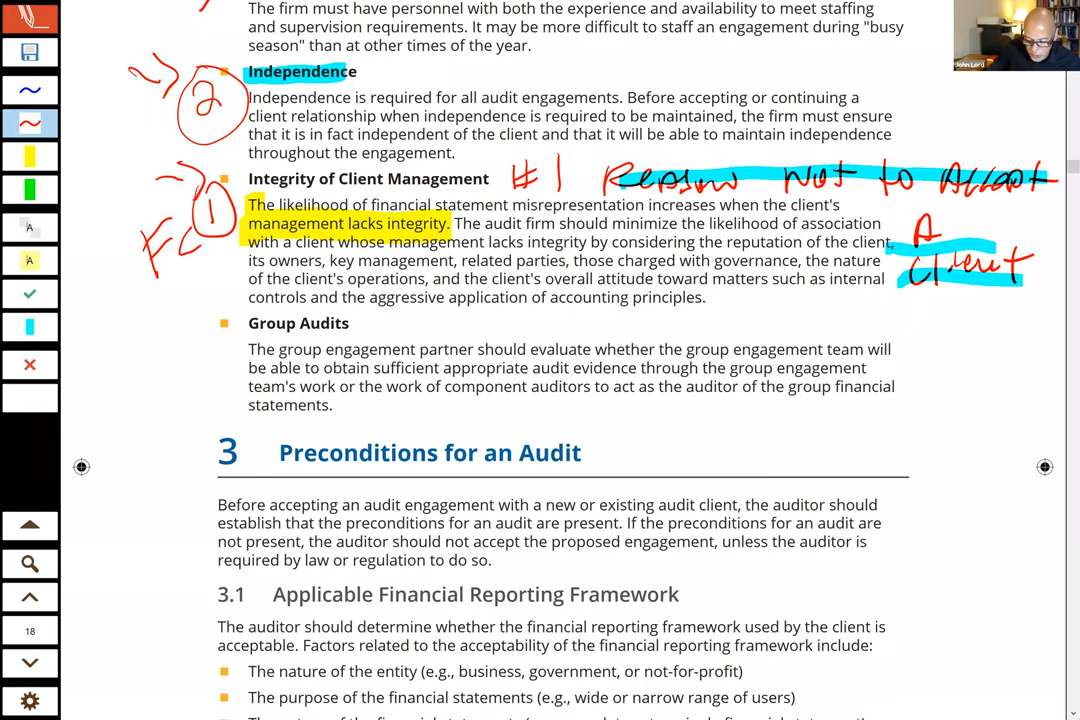 The firm must have personnel with both the experience and availability to meet staffing
and supervision requirements. It may be more difficult to staff an engagement during "busy
season" than at other times of the year.
John Lord
Independence
2
Independence is required for all audit engagements. Before accepting or continuing a
client relationship when independence is required to be maintained, the firm must ensure
that it is in fact independent of the client and that it will be able to maintain independence
throughout the engagement.
Integrity of Client Management #1 Reason Not to Accept
1
The likelihood of financial statement misrepresentation increases when the client's
management lacks integrity. The audit firm should minimize the likelihood of association
with a client whose management lacks integrity by considering the reputation of the client,
A
its owners, key management, related parties, those charged with governance, the nature
Client
of the client's operations, and the client's overall attitude toward matters such as internal
controls and the aggressive application of accounting principles.
Group Audits
The group engagement partner should evaluate whether the group engagement team will
be able to obtain sufficient appropriate audit evidence through the group engagement
team's work or the work of component auditors to act as the auditor of the group financial
statements.
3 Preconditions for an Audit
Before accepting an audit engagement with a new or existing audit client, the auditor should
establish that the preconditions for an audit are present. If the preconditions for an audit are
not present, the auditor should not accept the proposed engagement, unless the auditor is
required by law or regulation to do so.
3.1 Applicable Financial Reporting Framework
The auditor should determine whether the financial reporting framework used by the client is
acceptable. Factors related to the acceptability of the financial reporting framework include:
18
The nature of the entity (e.g., business, government, or not-for-profit)
The purpose of the financial statements (e.g., wide or narrow range of users)